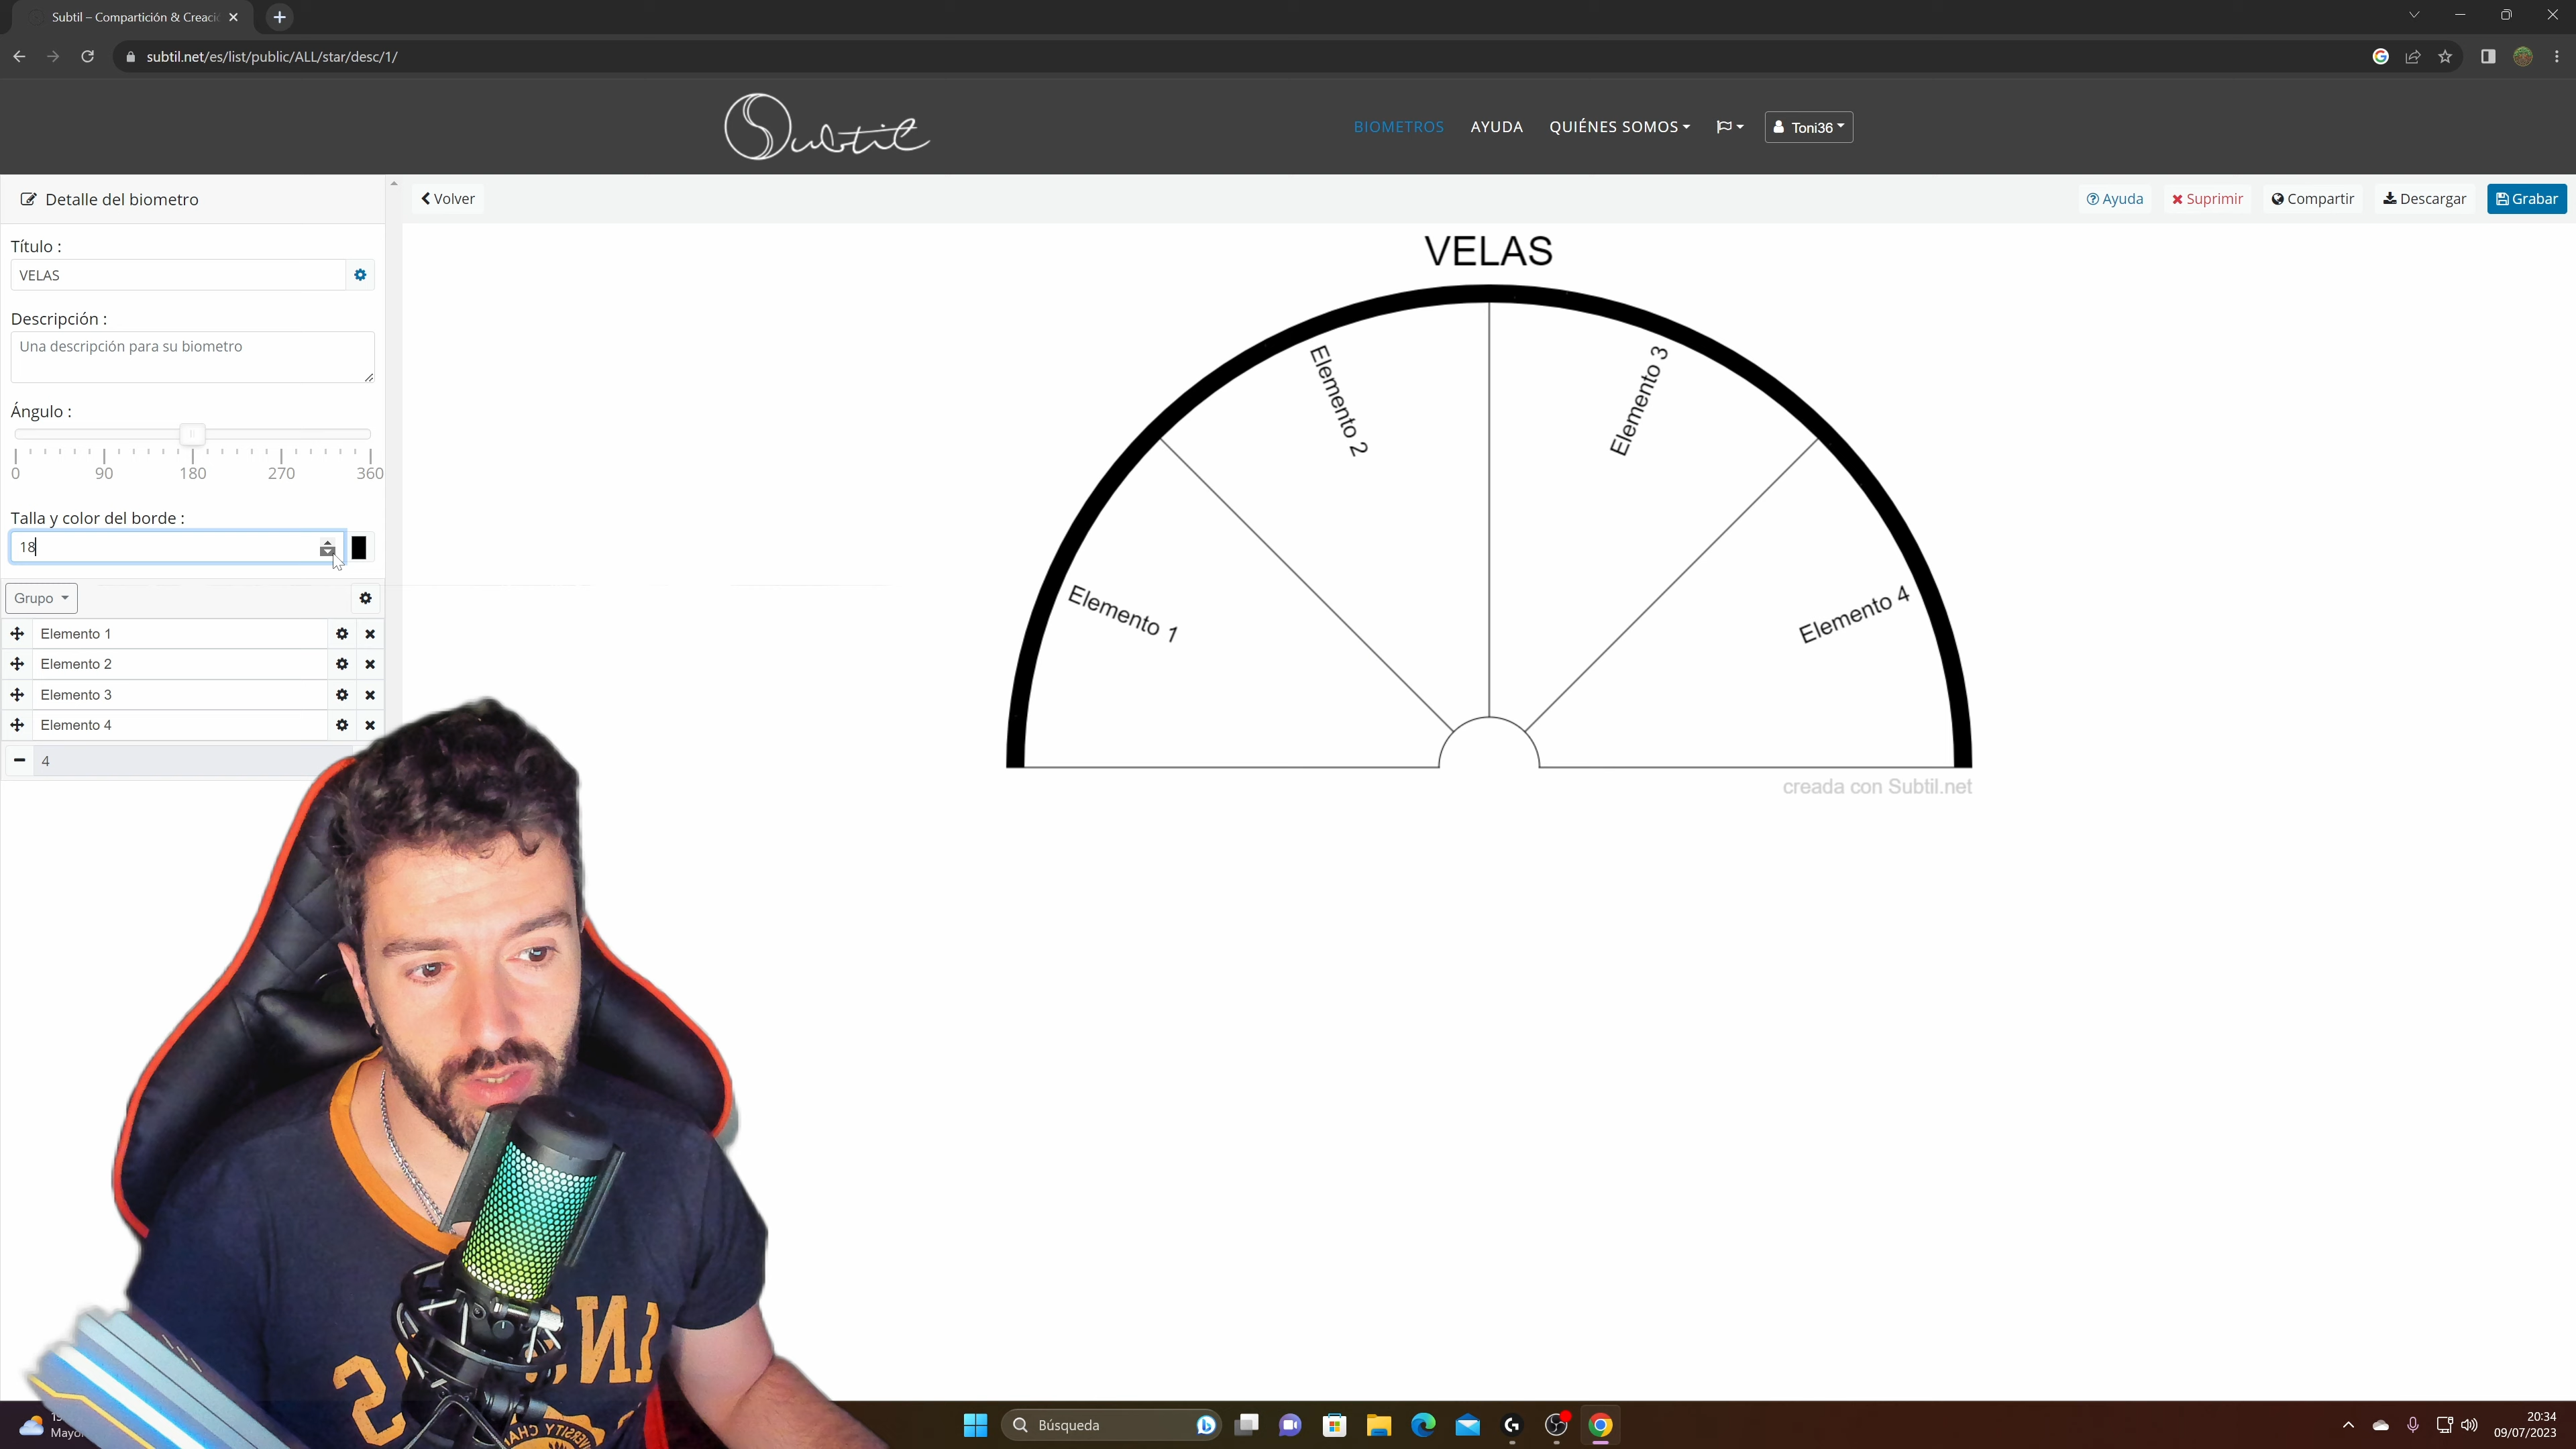 Subtil – Compartición & Creació
subtil.net/es/list/public/ALL/star/desc/1/
Subtil
BIOMETROS
AYUDA
QUIÉNES SOMOS
Toni36
Detalle del biometro
Volver
Ayuda
Suprimir
Compartir
Descargar
Grabar
Título :
VELAS
Descripción :
Una descripción para su biometro
Ángulo :
0 90 180 270 360
Talla y color del borde :
18
Grupo
Elemento 1
Elemento 2
Elemento 3
Elemento 4
4
VELAS
Elemento 1
Elemento 2
Elemento 3
Elemento 4
creada con Subtil.net
Búsqueda
20:34
09/07/2023